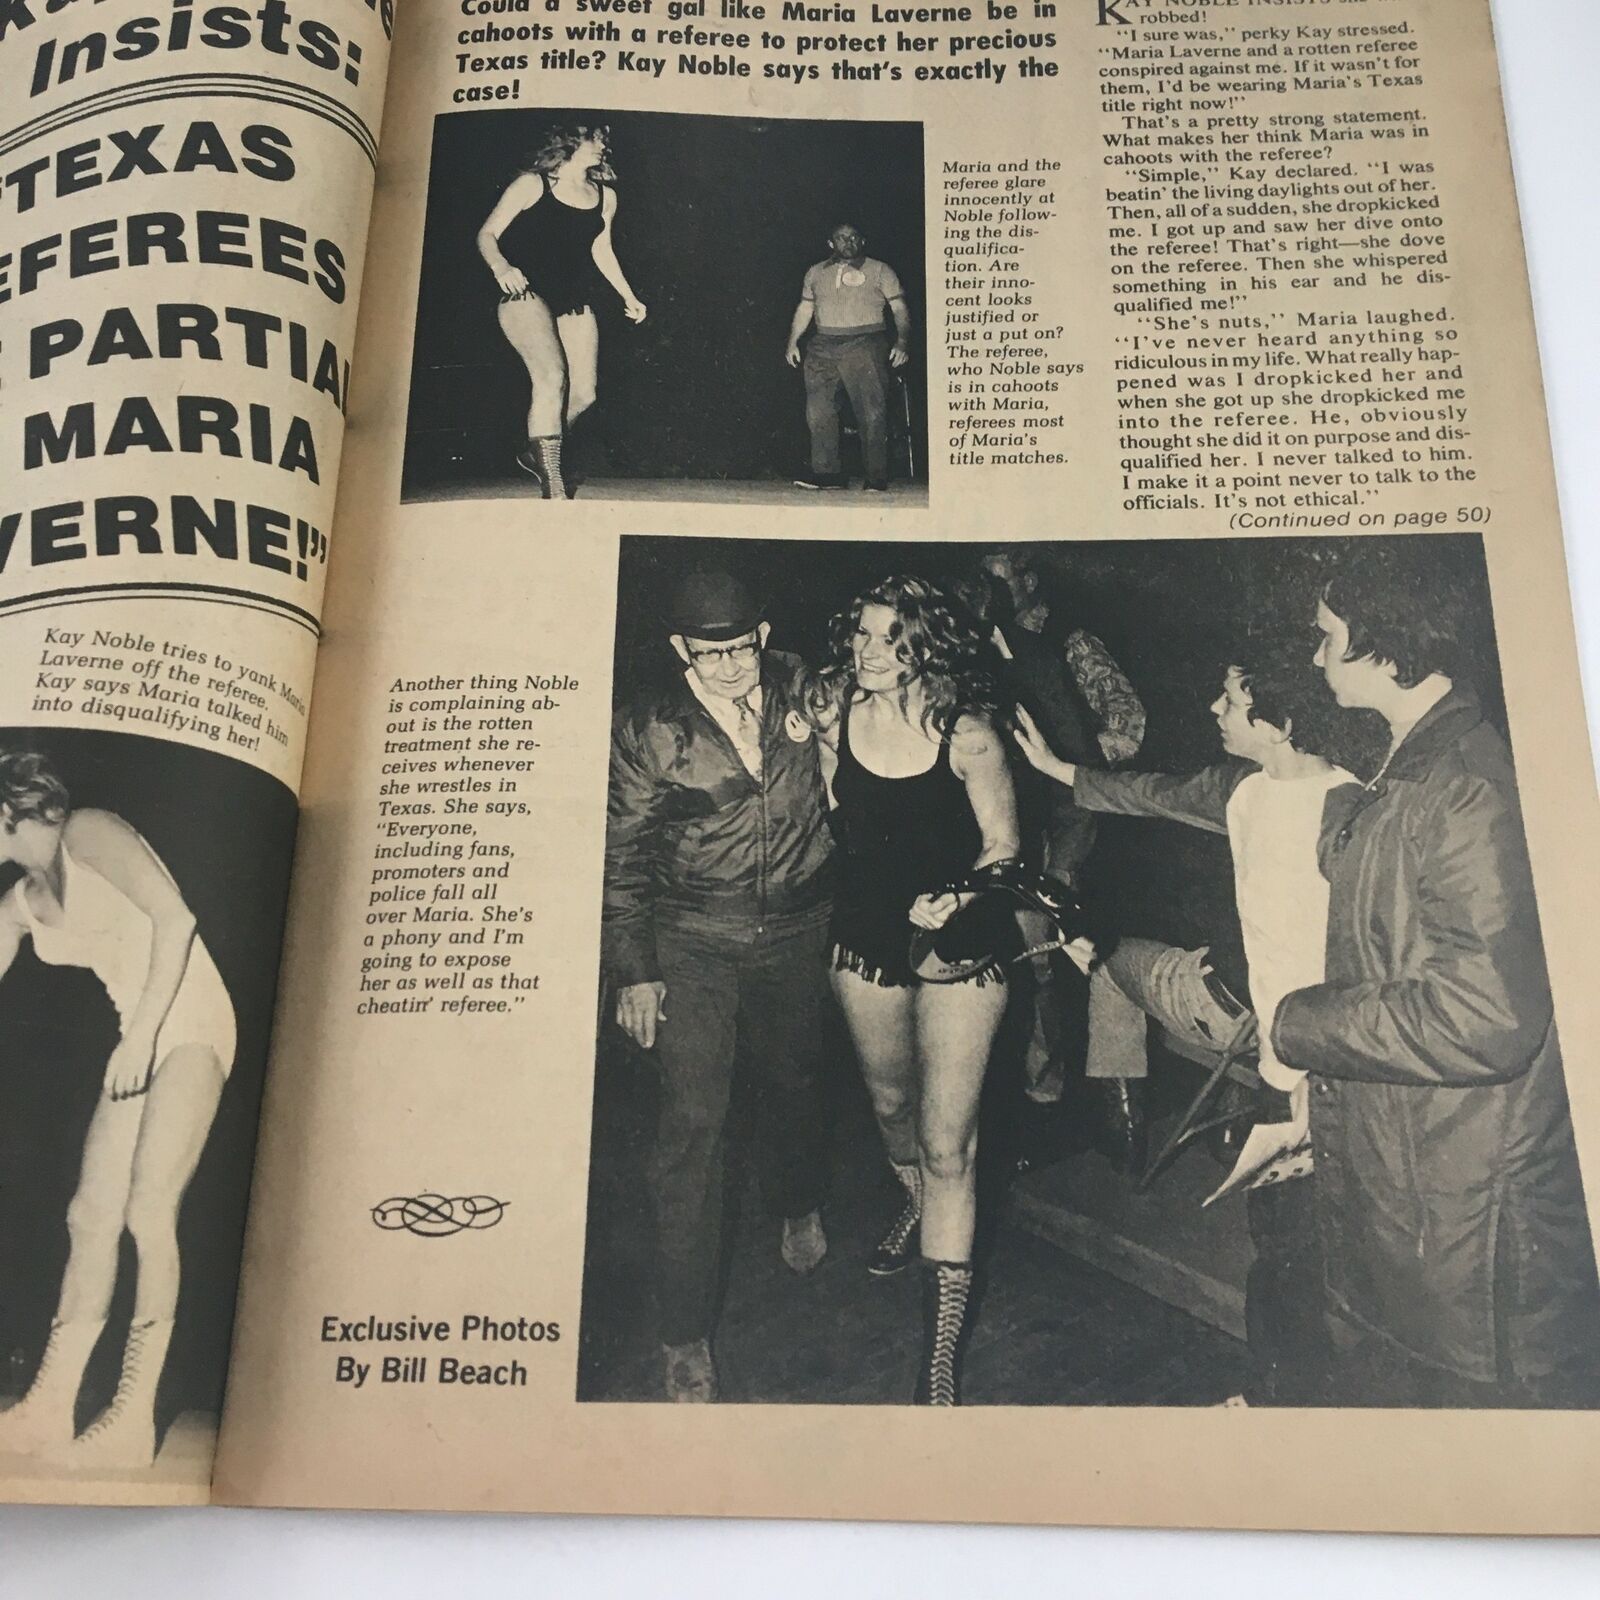 Insists:
"TEXAS
EFEREES
PARTIAL
MARIA
VERNE!"
Kay Noble tries to yank Maria
Laverne off the referee.
Kay says Maria talked him
into disqualifying her!
Could a sweet gal like Maria Laverne be in
cahoots with a referee to protect her precious
Texas title? Kay Noble says that's exactly the
case!
Maria and the
referee glare
innocently at
Noble follow-
ing the dis-
qualifica-
tion. Are
their inno-
cent looks
justified or
just a put on?
The referee,
who Noble says
is in cahoots
with Maria,
referees most
of Maria's
title matches.
KAY NOBLE INSISTS she
robbed!
"I sure was," perky Kay stressed.
"Maria Laverne and a rotten referee
conspired against me. If it wasn't for
them, I'd be wearing Maria's Texas
title right now!"
That's a pretty strong statement.
What makes her think Maria was in
cahoots with the referee?
"Simple," Kay declared. "I was
beatin' the living daylights out of her.
Then, all of a sudden, she dropkicked
me. I got up and saw her dive onto
the referee! That's right—she dove
on the referee. Then she whispered
something in his ear and he dis-
qualified me!"
"She's nuts," Maria laughed.
"I've never heard anything so
ridiculous in my life. What really hap-
pened was I dropkicked her and
when she got up she dropkicked me
into the referee. He, obviously
thought she did it on purpose and dis-
qualified her. I never talked to him.
I make it a point never to talk to the
officials. It's not ethical."
(Continued on page 50)
Another thing Noble
is complaining ab-
out is the rotten
treatment she re-
ceives whenever
she wrestles in
Texas. She says,
"Everyone,
including fans,
promoters and
police fall all
over Maria. She's
a phony and I'm
going to expose
her as well as that
cheatin' referee."
Exclusive Photos
By Bill Beach